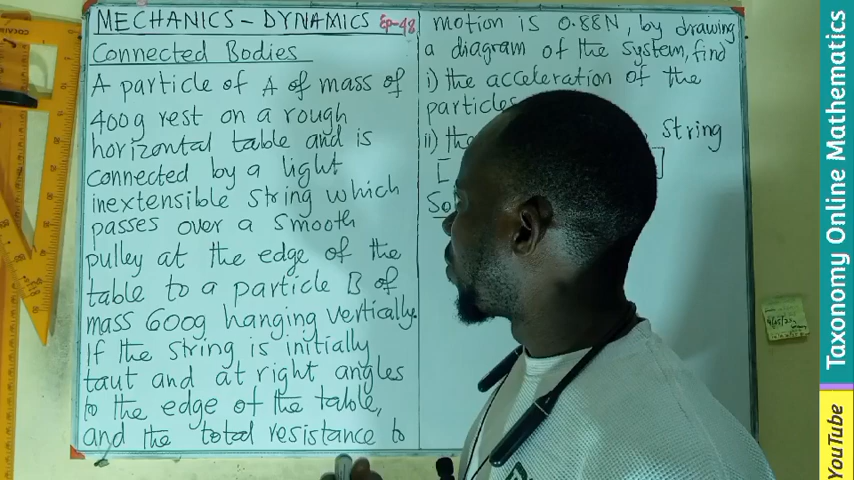 MECHANICS - DYNAMICS Ep-48
Connected Bodies
A particle of A of mass of
400g rest on a rough
horizontal table and is
connected by a light
inextensible string which
passes over a smooth
pulley at the edge of the
table to a particle B of
mass 600g hanging vertically.
If the string is initially
taut and at right angles
to the edge of the table,
and the total resistance to
motion is 0.88N, by drawing
a diagram of the system, find
i) the acceleration of the
particles
ii) the string
[ ]
So
Taxonomy Online Mathematics
YouTube